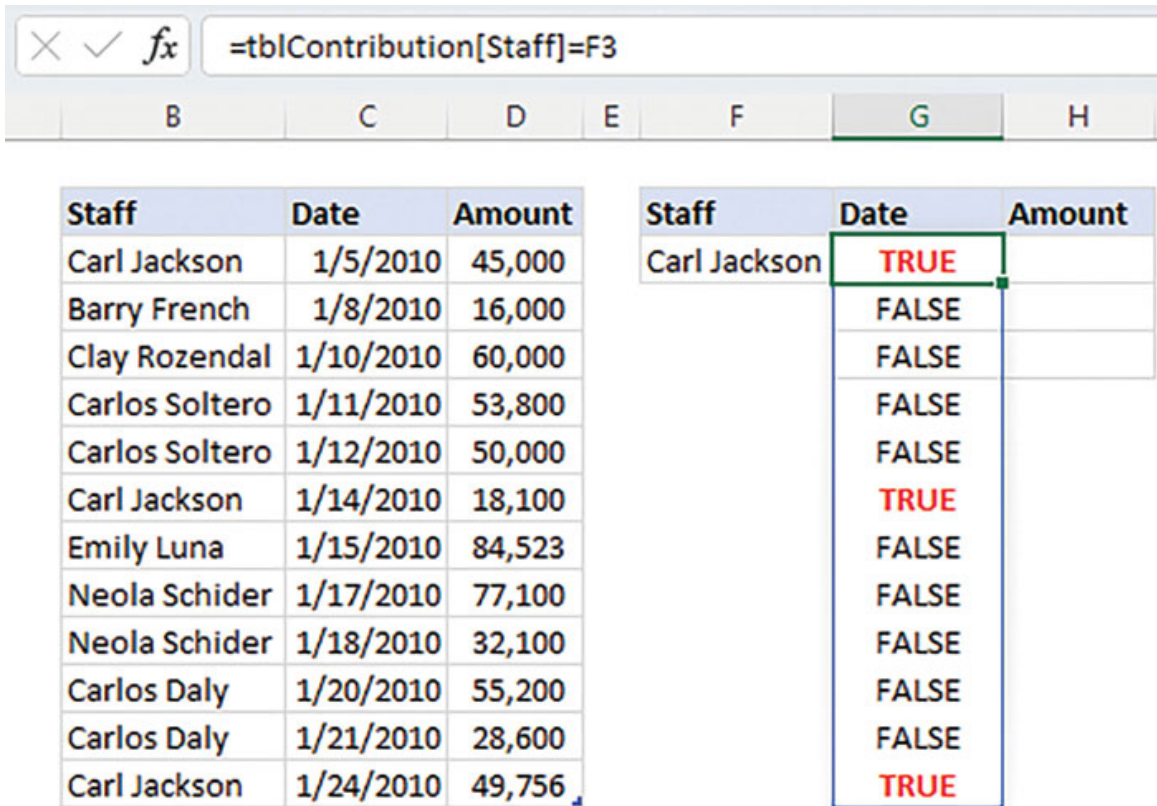 fx =tblContribution[Staff]=F3
B C D E F G H
Staff Date Amount Staff Date Amount
Carl Jackson 1/5/2010 45,000 Carl Jackson TRUE
Barry French 1/8/2010 16,000 FALSE
Clay Rozendal 1/10/2010 60,000 FALSE
Carlos Soltero 1/11/2010 53,800 FALSE
Carlos Soltero 1/12/2010 50,000 FALSE
Carl Jackson 1/14/2010 18,100 TRUE
Emily Luna 1/15/2010 84,523 FALSE
Neola Schider 1/17/2010 77,100 FALSE
Neola Schider 1/18/2010 32,100 FALSE
Carlos Daly 1/20/2010 55,200 FALSE
Carlos Daly 1/21/2010 28,600 FALSE
Carl Jackson 1/24/2010 49,756 TRUE